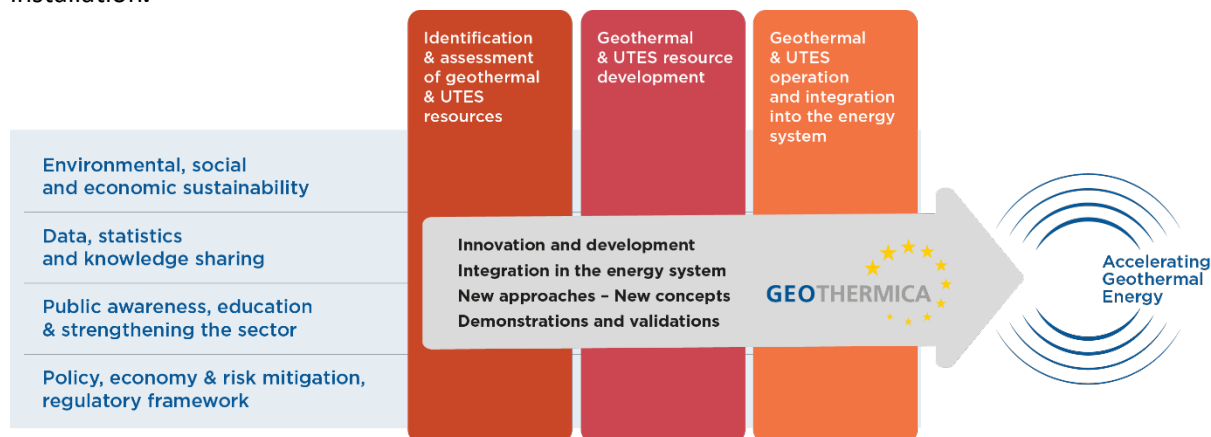 installation.
Identification
& assessment
of geothermal
& UTES
resources
Geothermal
& UTES resource
development
Geothermal
& UTES
operation
and integration
into the energy
system
Environmental, social
and economic sustainability
Data, statistics
and knowledge sharing
Public awareness, education
& strengthening the sector
Policy, economy & risk mitigation,
regulatory framework
Innovation and development
Integration in the energy system
New approaches – New concepts
Demonstrations and validations
GEOTHERMICA
Accelerating
Geothermal
Energy